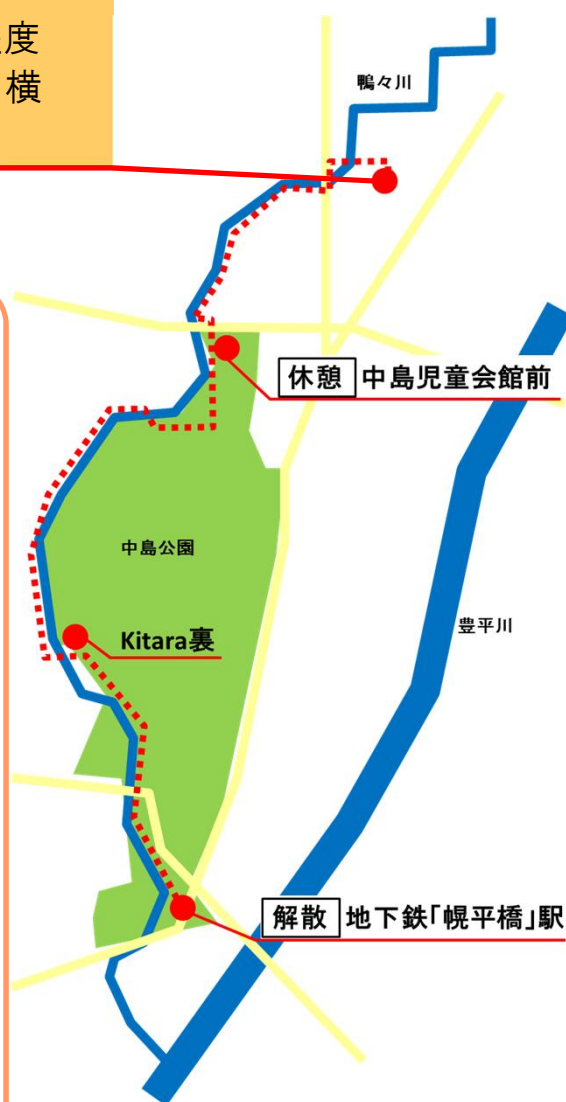 度
横
鴨々川
休憩 中島児童会館前
中島公園
豊平川
Kitara裏
解散 地下鉄「幌平橋」駅